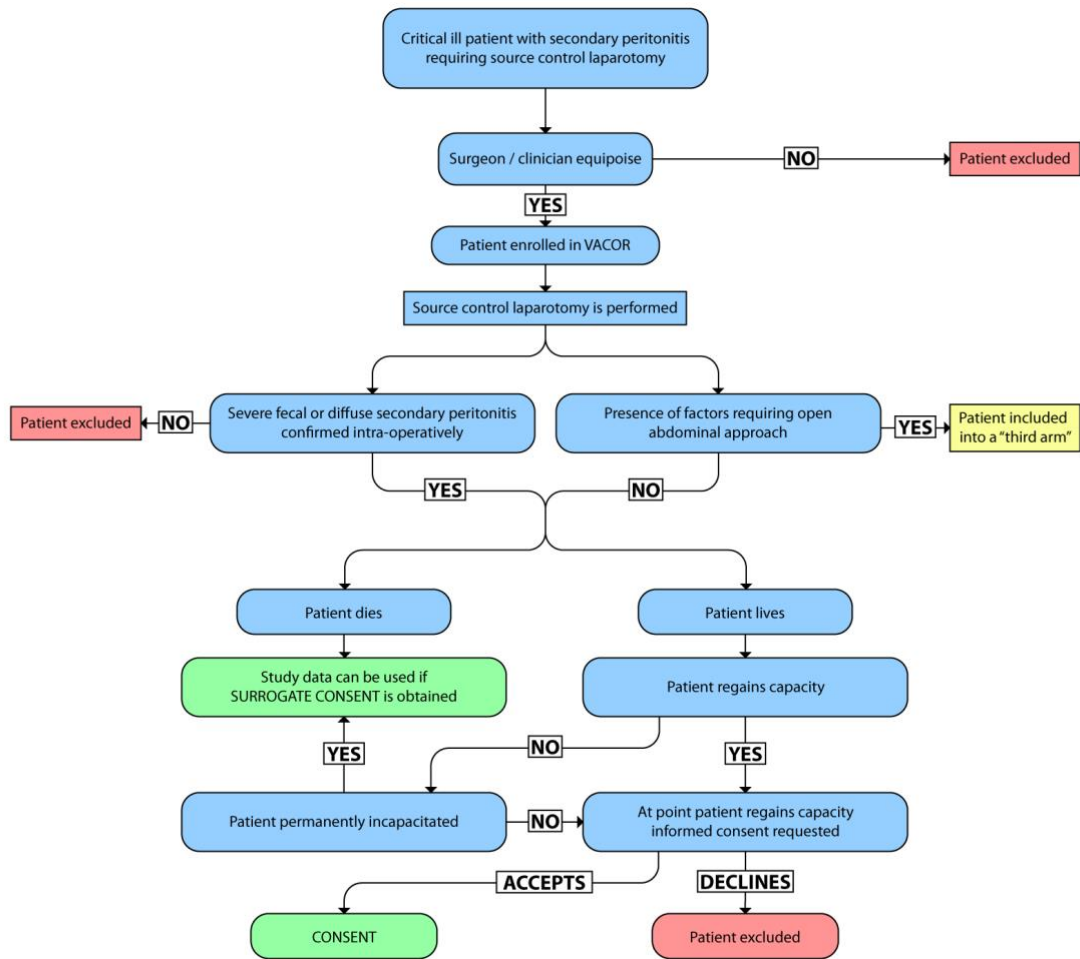 Critical ill patient with secondary peritonitis
requiring source control laparotomy
Surgeon / clinician equipoise
NO
Patient excluded
YES
Patient enrolled in VACOR
Source control laparotomy is performed
Patient excluded
NO
Severe fecal or diffuse secondary peritonitis
confirmed intra-operatively
Presence of factors requiring open
abdominal approach
YES
Patient included
into a "third arm"
YES
NO
Patient dies
Patient lives
Study data can be used if
SURROGATE CONSENT is obtained
Patient regains capacity
YES
NO
YES
Patient permanently incapacitated
NO
At point patient regains capacity
informed consent requested
ACCEPTS
DECLINES
CONSENT
Patient excluded